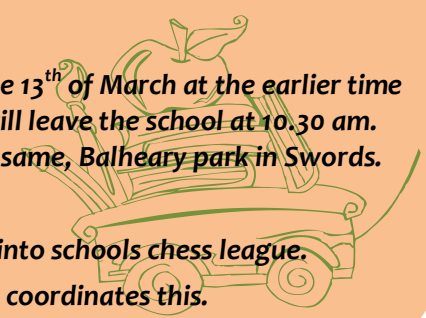 e 13th of March at the earlier time
ill leave the school at 10.30 am.
same, Balheary park in Swords.
into schools chess league.
coordinates this.